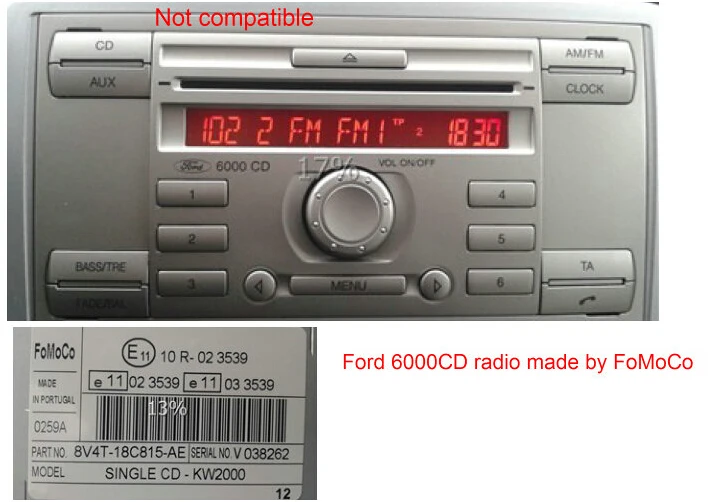 Not compatible
CD
AM/FM
AUX
CLOCK
102 2 FM FM1 TP 2 1830
Ford 6000 CD
VOL ON/OFF
17%
1
4
2
5
BASS/TRE
TA
3
MENU
6
FADE/BAL
FoMoCo
E11 10 R- 02 3539
Ford 6000CD radio made by FoMoCo
MADE
IN PORTUGAL
e 11 02 3539 e 11 03 3539
13%
0259A
PART NO. 8V4T-18C815-AE SERIAL NO. V 038262
MODEL SINGLE CD - KW2000
12